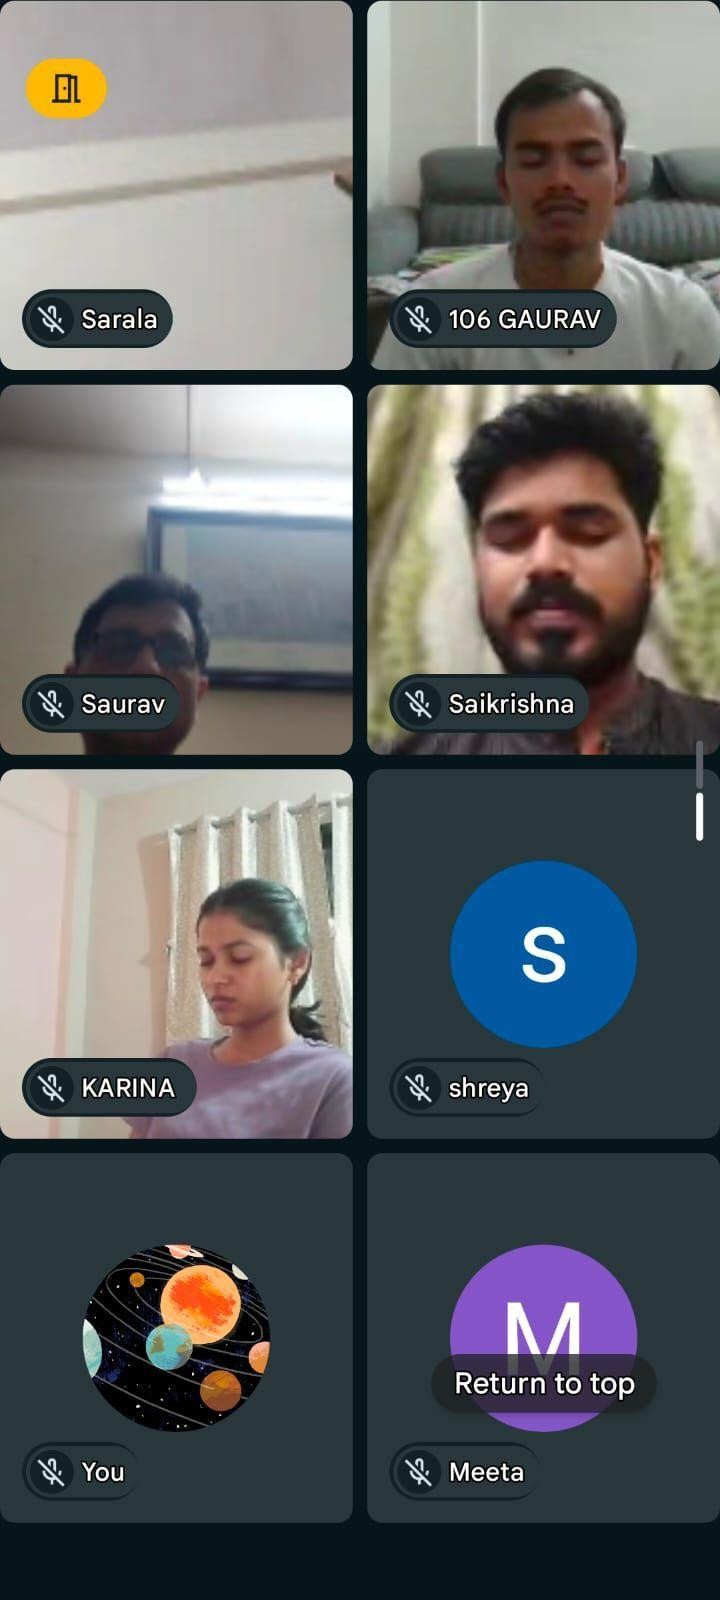 Sarala
106 GAURAV
Saurav
Saikrishna
KARINA
S
shreya
M
Return to top
You
Meeta